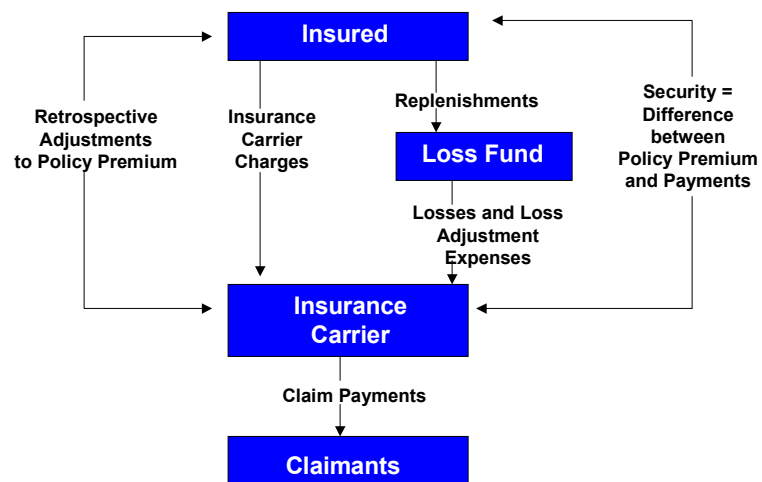 Insured
Retrospective
Adjustments
to Policy Premium
Insurance
Carrier
Charges
Replenishments
Security =
Difference
between
Policy Premium
and Payments
Loss Fund
Losses and Loss
Adjustment
Expenses
Insurance
Carrier
Claim Payments
Claimants